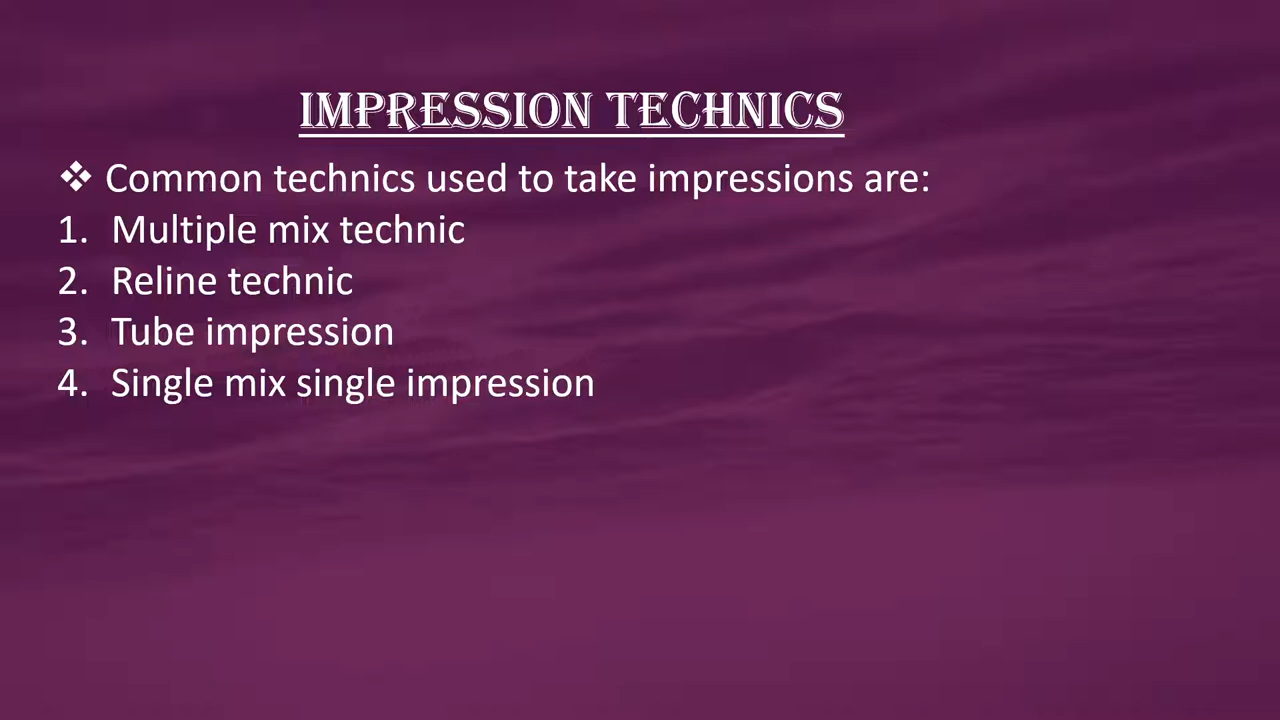 IMPRESSION TECHNICS
❖ Common technics used to take impressions are:
1. Multiple mix technic
2. Reline technic
3. Tube impression
4. Single mix single impression